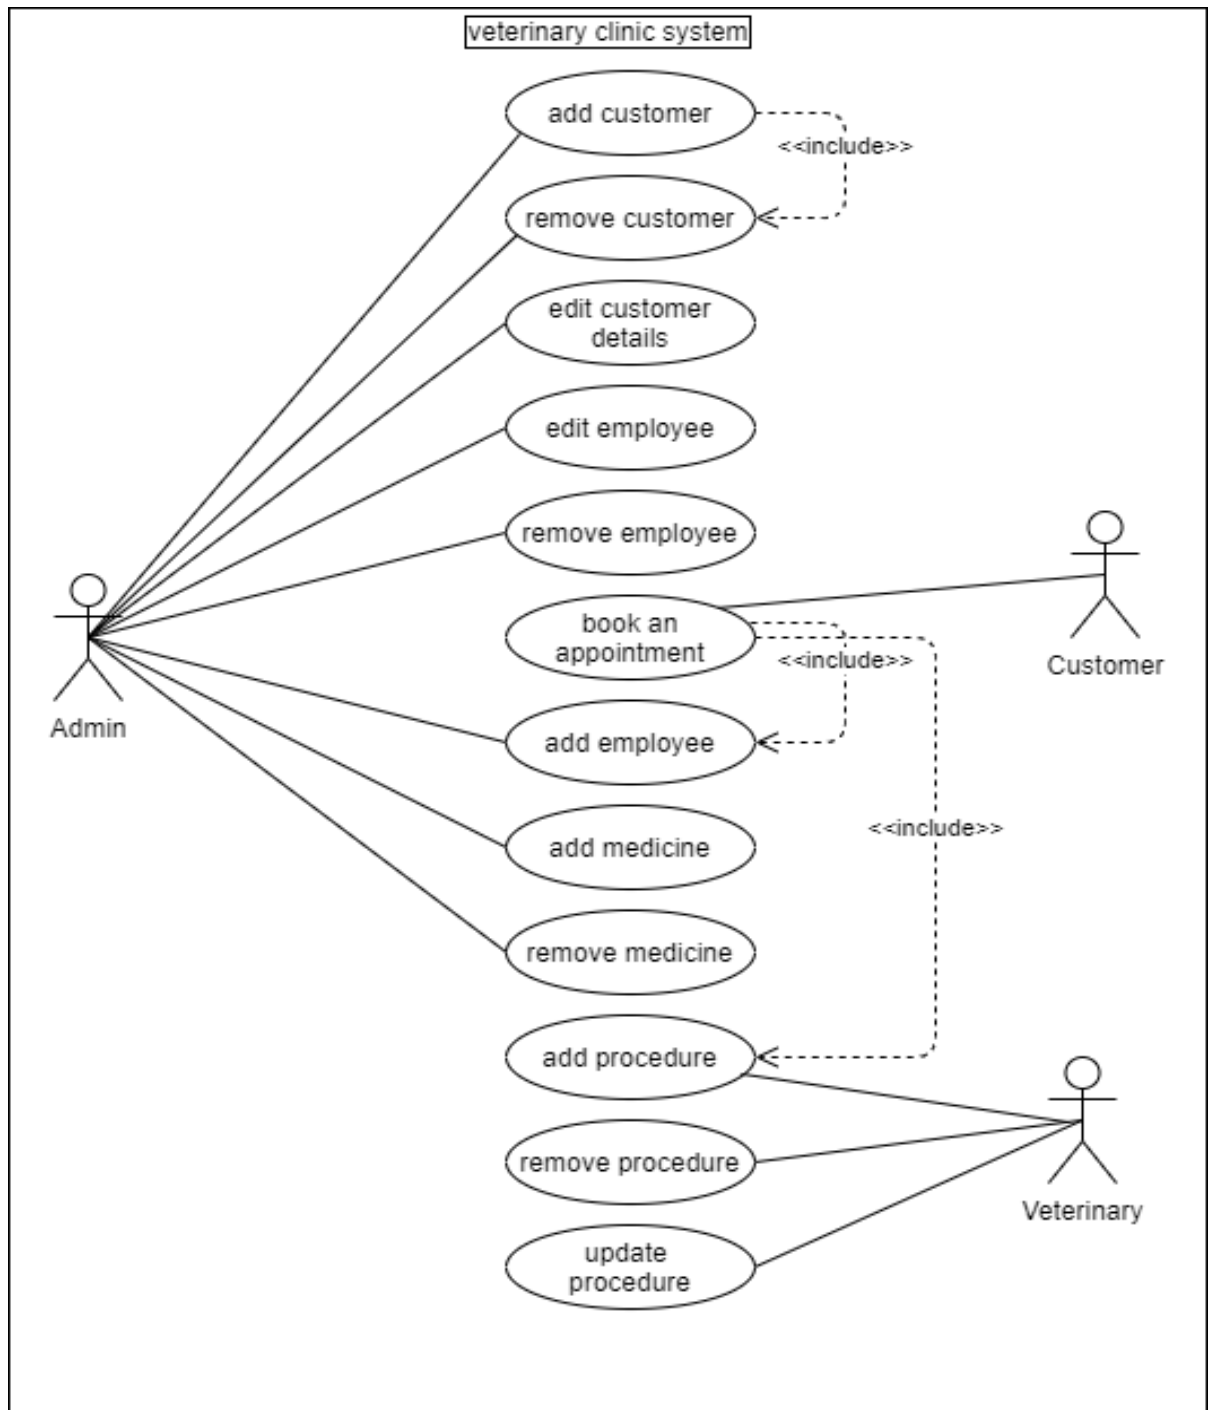 veterinary clinic system
add customer
<<include>>
remove customer
edit customer
details
edit employee
remove employee
book an
appointment
<<include>>
Customer
Admin
add employee
<<include>>
add medicine
remove medicine
add procedure
remove procedure
Veterinary
update
procedure